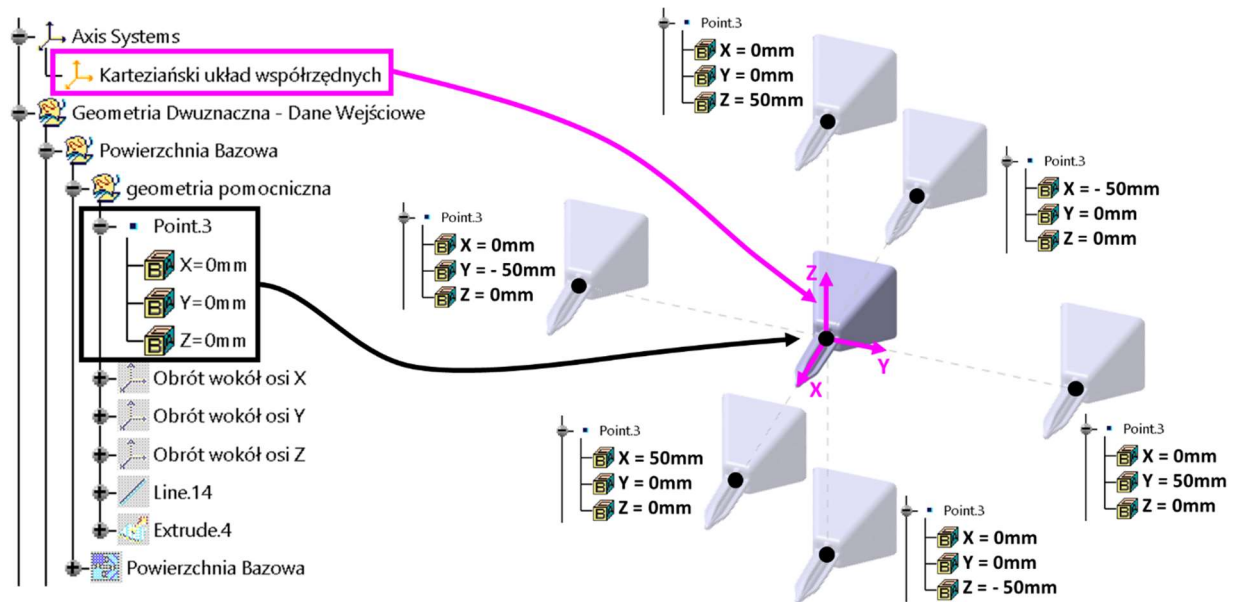 Axis Systems
Karteziański układ współrzędnych
Geometria Dwuznaczna - Dane Wejściowe
Powierzchnia Bazowa
geometria pomocniczna
Point.3
X=0mm
Y=0mm
Z=0mm
Obrót wokół osi X
Obrót wokół osi Y
Obrót wokół osi Z
Line.14
Extrude.4
Powierzchnia Bazowa
Point.3
X = 0mm
Y = 0mm
Z = 50mm
Point.3
X = - 50mm
Y = 0mm
Z = 0mm
Point.3
X = 0mm
Y = - 50mm
Z = 0mm
Z
Y
X
Point.3
X = 50mm
Y = 0mm
Z = 0mm
Point.3
X = 0mm
Y = 50mm
Z = 0mm
Point.3
X = 0mm
Y = 0mm
Z = - 50mm